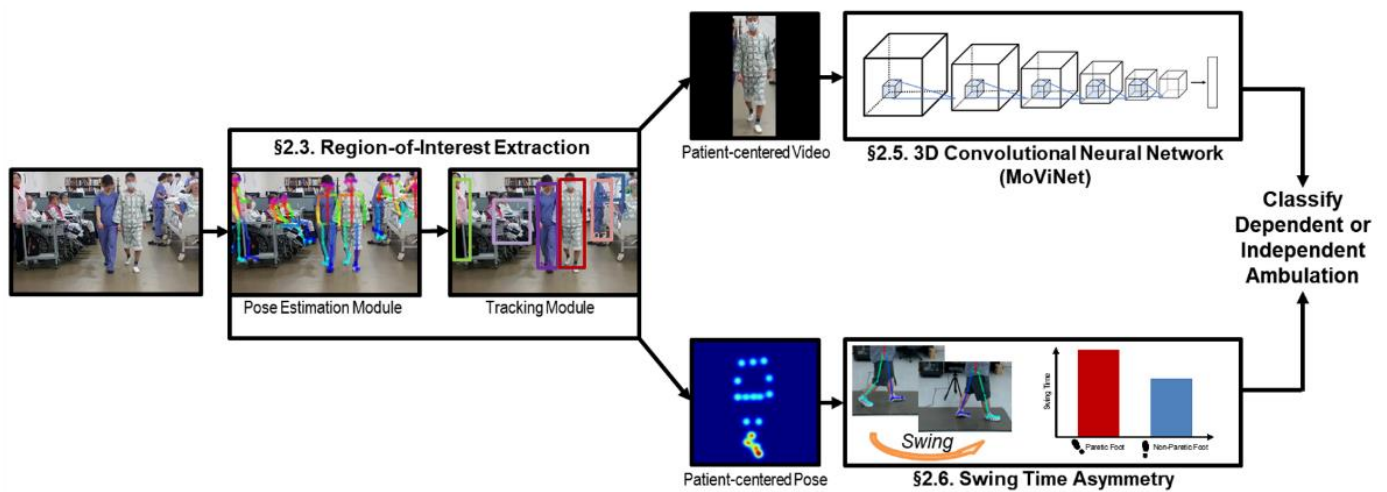 §2.3. Region-of-Interest Extraction
Pose Estimation Module
Tracking Module
Patient-centered Video
§2.5. 3D Convolutional Neural Network
(MoViNet)
Patient-centered Pose
Swing
Swing Time
Paretic Foot
Non-Paretic Foot
§2.6. Swing Time Asymmetry
Classify
Dependent or
Independent
Ambulation